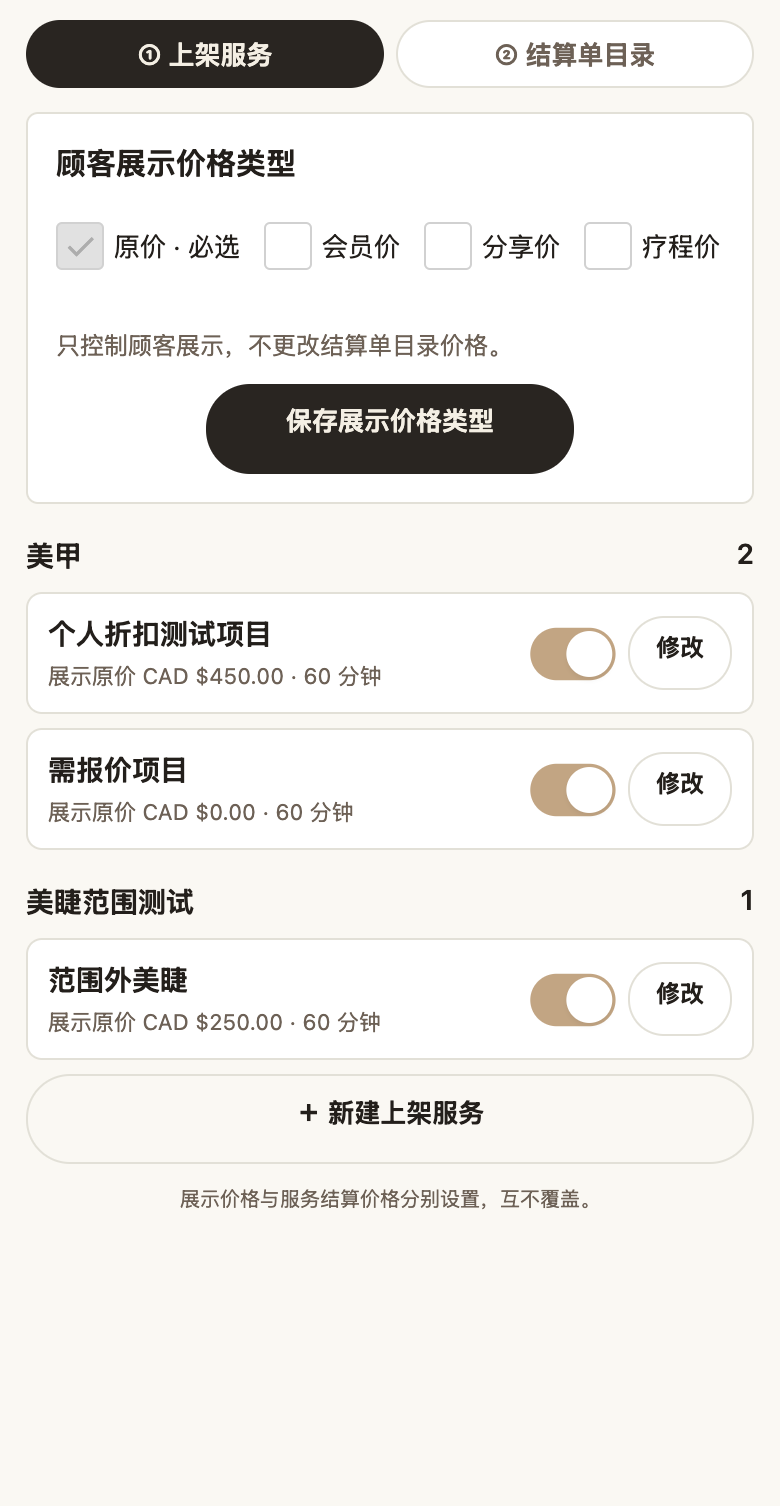 ① 上架服务
② 结算单目录
顾客展示价格类型
原价 · 必选
会员价
分享价
疗程价
只控制顾客展示，不更改结算单目录价格。
保存展示价格类型
美甲
2
个人折扣测试项目
展示原价 CAD $450.00 · 60 分钟
修改
需报价项目
展示原价 CAD $0.00 · 60 分钟
修改
美睫范围测试
1
范围外美睫
展示原价 CAD $250.00 · 60 分钟
修改
＋ 新建上架服务
展示价格与服务结算价格分别设置，互不覆盖。